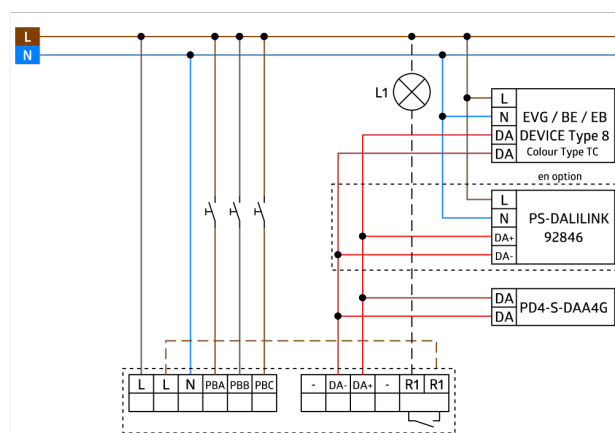 L
N
L1
L
N EVG / BE / EB
DA DEVICE Type 8
DA Colour Type TC
en option
L
N PS-DALILINK
DA+ 92846
DA-
DA
DA PD4-S-DAA4G
L L N PBA PBB PBC - DA- DA+ - R1 R1